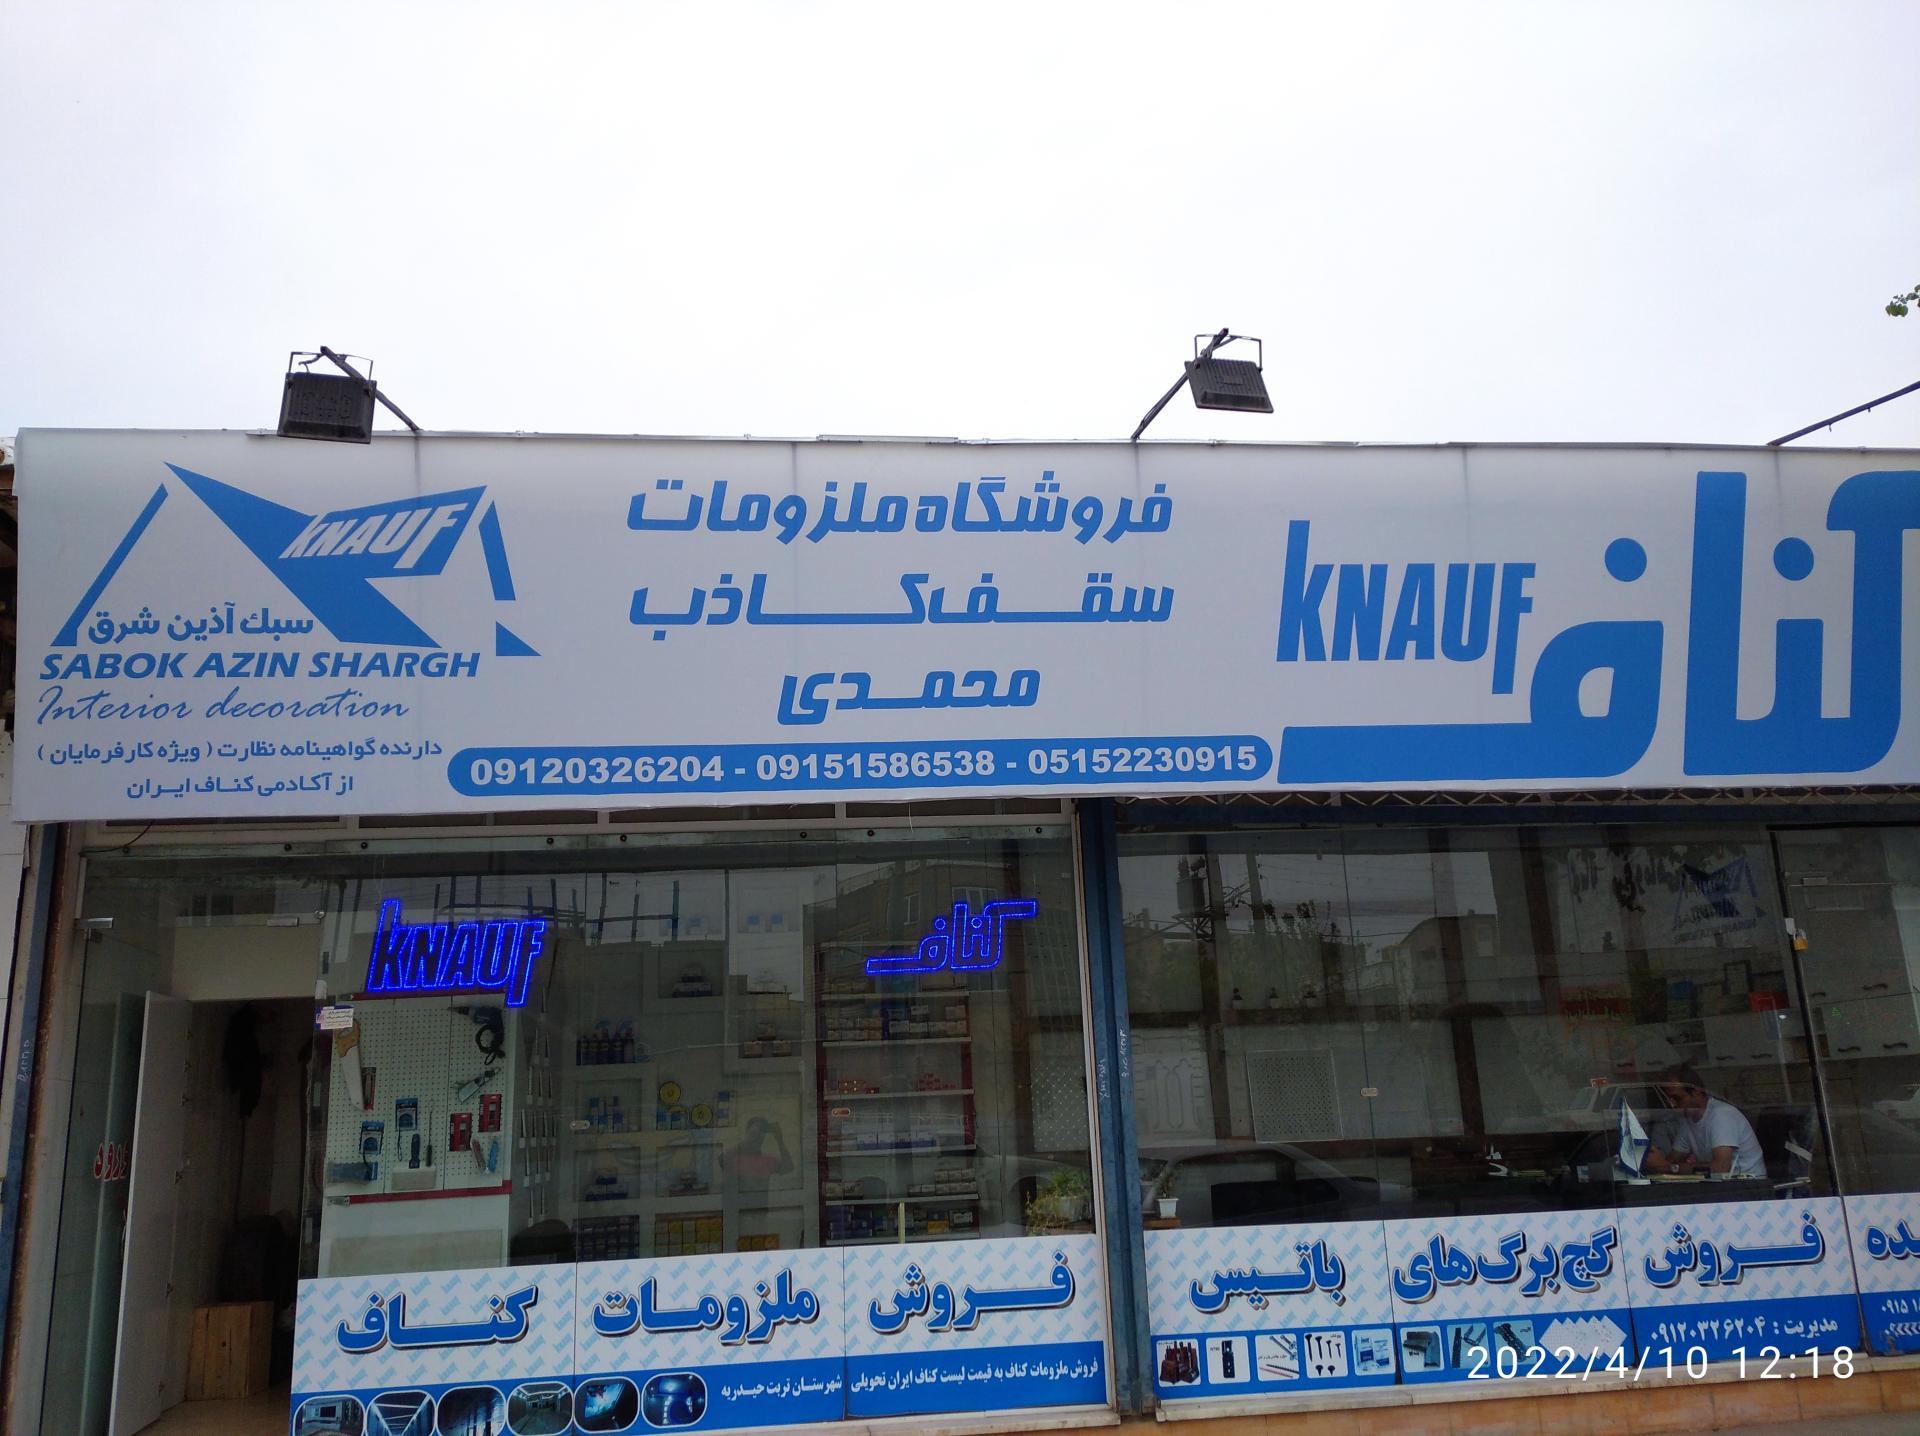 KNAUF
سبك آذین شرق
SABOK AZIN SHARGH
Interior decoration
دارنده گواهینامه نظارت ( ویژه کارفرمایان )
از آکادمی کناف ایران
فروشگاه ملزومات
سقف کاذب
محمدی
09120326204 - 09151586538 - 05152230915
KNAUF
کناف
KNAUF
کناف
ورود
فروش ملزومات کناف
فروش ملزومات کناف به قیمت لیست کناف ایران تحویلی شهرستان تربت حیدریه
فروش گچ برگ های باتیس
مدیریت : ۰۹۱۲۰۳۲۶۲۰۴
2022/4/10 12:18